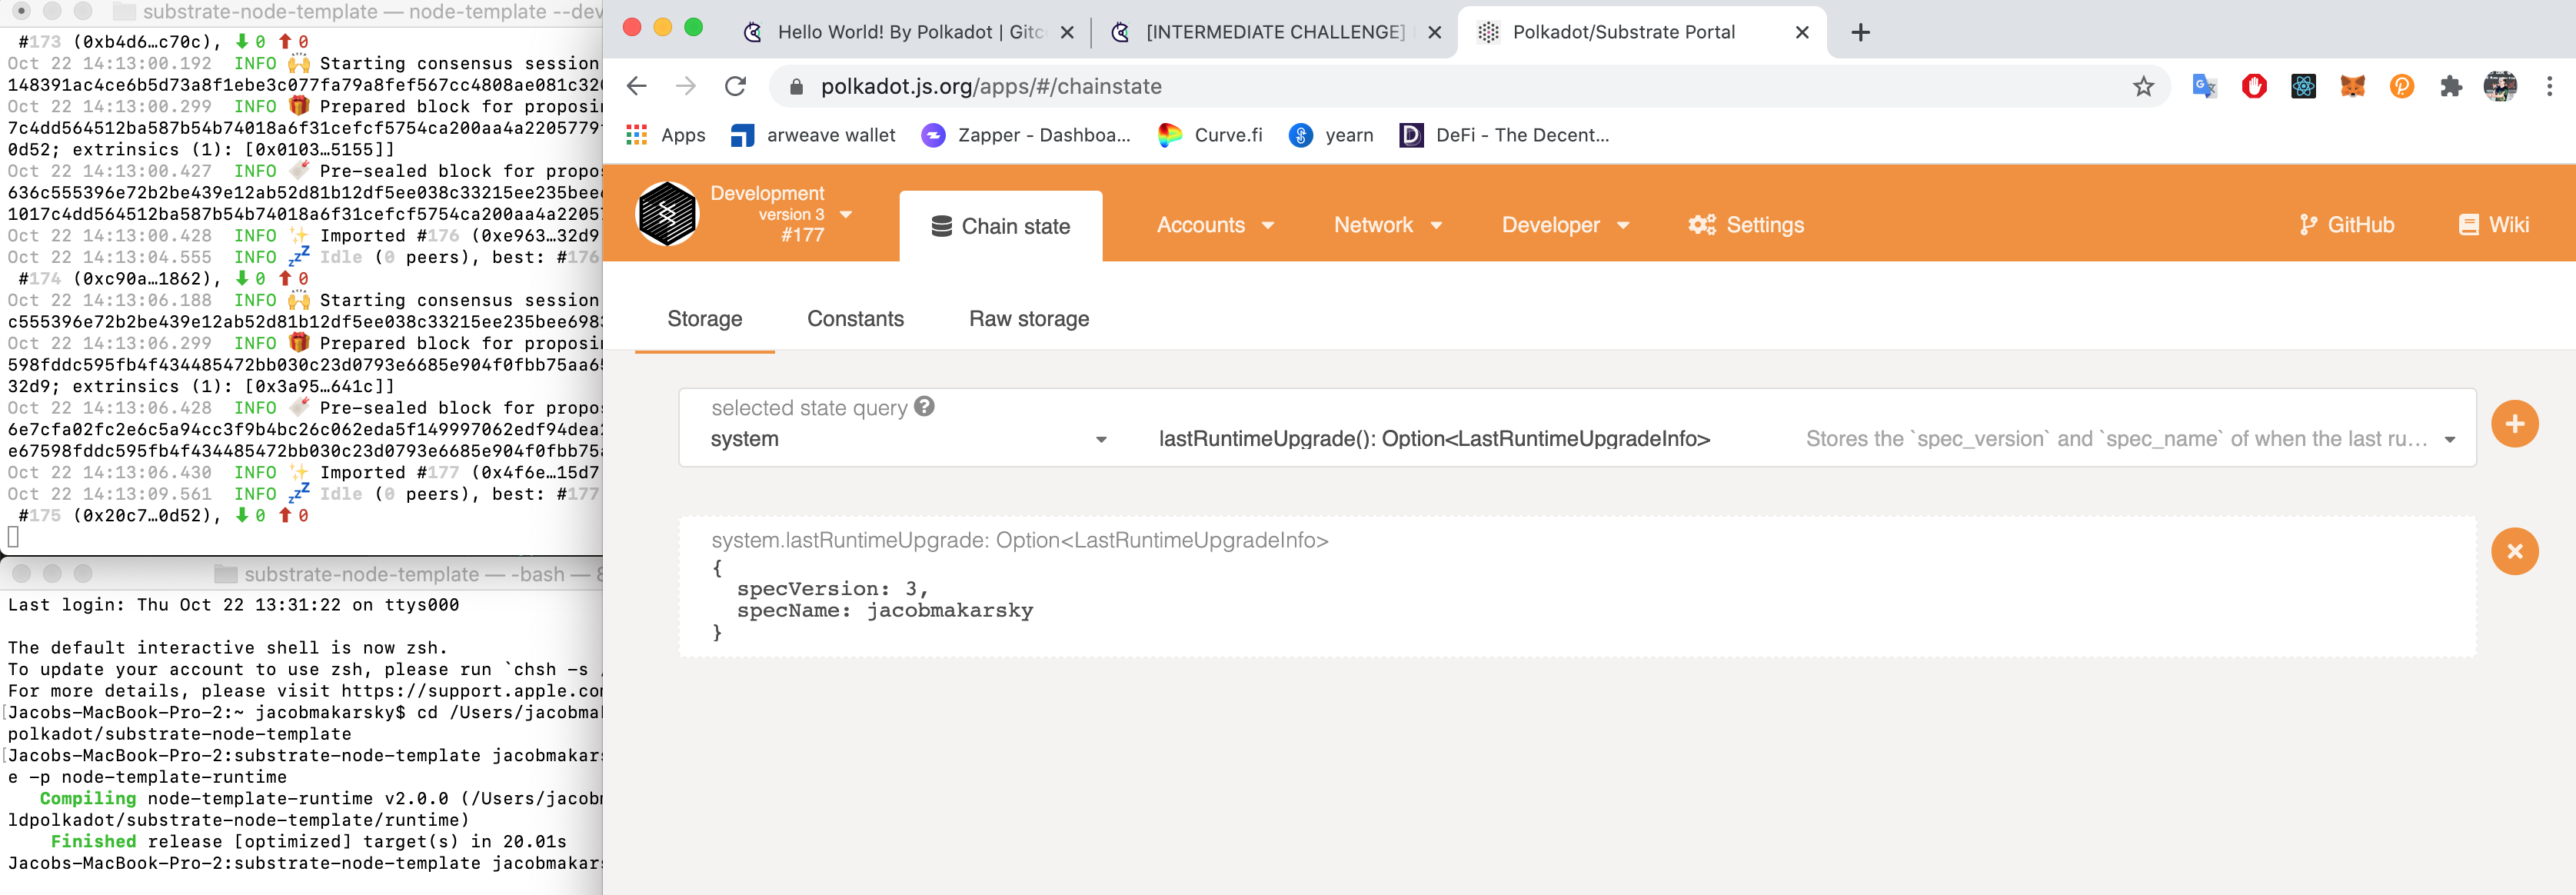 substrate-node-template — node-template --dev
#173 (0xb4d6…c70c), ⬇ 0 ⬆ 0
Oct 22 14:13:00.192 INFO 🙌 Starting consensus session
148391ac4ce6b5d73a8f1ebe3c077fa79a8fef567cc4808ae081c320
Oct 22 14:13:00.299 INFO 🎁 Prepared block for proposin
7c4dd564512ba587b54b74018a6f31cefcf5754ca200aa4a2205779
0d52; extrinsics (1): [0x0103…5155]]
Oct 22 14:13:00.427 INFO 🔖 Pre-sealed block for propos
636c555396e72b2be439e12ab52d81b12df5ee038c33215ee235bee
1017c4dd564512ba587b54b74018a6f31cefcf5754ca200aa4a2205
Oct 22 14:13:00.428 INFO ✨ Imported #176 (0xe963…32d9
Oct 22 14:13:04.555 INFO 💤 Idle (0 peers), best: #176
#174 (0xc90a…1862), ⬇ 0 ⬆ 0
Oct 22 14:13:06.188 INFO 🙌 Starting consensus session
c555396e72b2be439e12ab52d81b12df5ee038c33215ee235bee698
Oct 22 14:13:06.299 INFO 🎁 Prepared block for proposin
598fddc595fb4f434485472bb030c23d0793e6685e904f0fbb75aa6
32d9; extrinsics (1): [0x3a95…641c]]
Oct 22 14:13:06.428 INFO 🔖 Pre-sealed block for propos
6e7cfa02fc2e6c5a94cc3f9b4bc26c062eda5f149997062edf94dea
e67598fddc595fb4f434485472bb030c23d0793e6685e904f0fbb75
Oct 22 14:13:06.430 INFO ✨ Imported #177 (0x4f6e…15d7
Oct 22 14:13:09.561 INFO 💤 Idle (0 peers), best: #177
#175 (0x20c7…0d52), ⬇ 0 ⬆ 0
substrate-node-template — -bash — 8
Last login: Thu Oct 22 13:31:22 on ttys000
The default interactive shell is now zsh.
To update your account to use zsh, please run `chsh -s
For more details, please visit https://support.apple.com
Jacobs-MacBook-Pro-2:~ jacobmakarsky$ cd /Users/jacobma
polkadot/substrate-node-template
Jacobs-MacBook-Pro-2:substrate-node-template jacobmakars
e -p node-template-runtime
Compiling node-template-runtime v2.0.0 (/Users/jacobm
ldpolkadot/substrate-node-template/runtime)
Finished release [optimized] target(s) in 20.01s
Jacobs-MacBook-Pro-2:substrate-node-template jacobmakars
Hello World! By Polkadot | Gitc
[INTERMEDIATE CHALLENGE]
Polkadot/Substrate Portal
polkadot.js.org/apps/#/chainstate
Apps
arweave wallet
Zapper - Dashboa...
Curve.fi
yearn
DeFi - The Decent...
Development
version 3
#177
Chain state
Accounts
Network
Developer
Settings
GitHub
Wiki
Storage
Constants
Raw storage
selected state query
system
lastRuntimeUpgrade(): Option<LastRuntimeUpgradeInfo>
Stores the `spec_version` and `spec_name` of when the last ru…
system.lastRuntimeUpgrade: Option<LastRuntimeUpgradeInfo>
{
specVersion: 3,
specName: jacobmakarsky
}